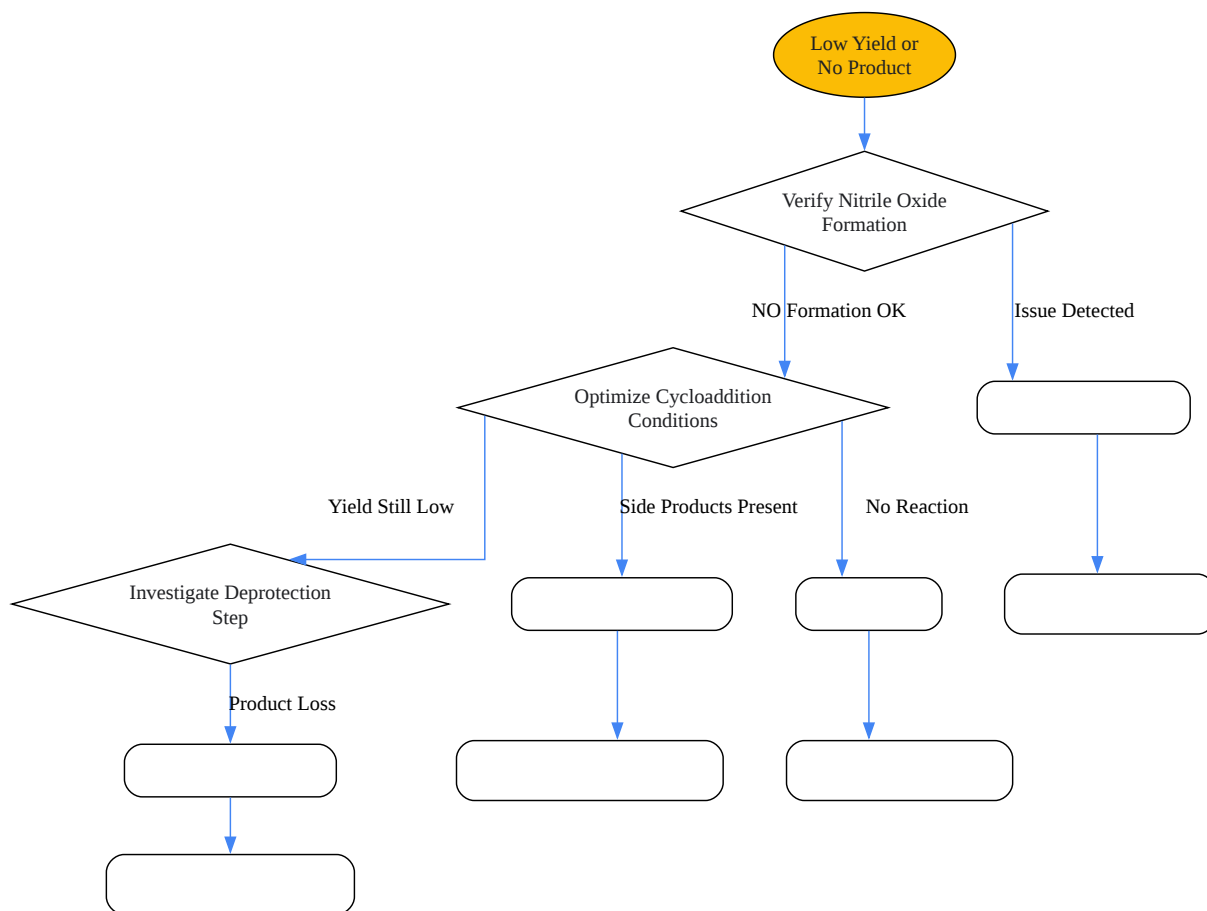 Low Yield or
No Product
Verify Nitrile Oxide
Formation
NO Formation OK
Issue Detected
Optimize Cycloaddition
Conditions
Yield Still Low
Side Products Present
No Reaction
Investigate Deprotection
Step
Product Loss